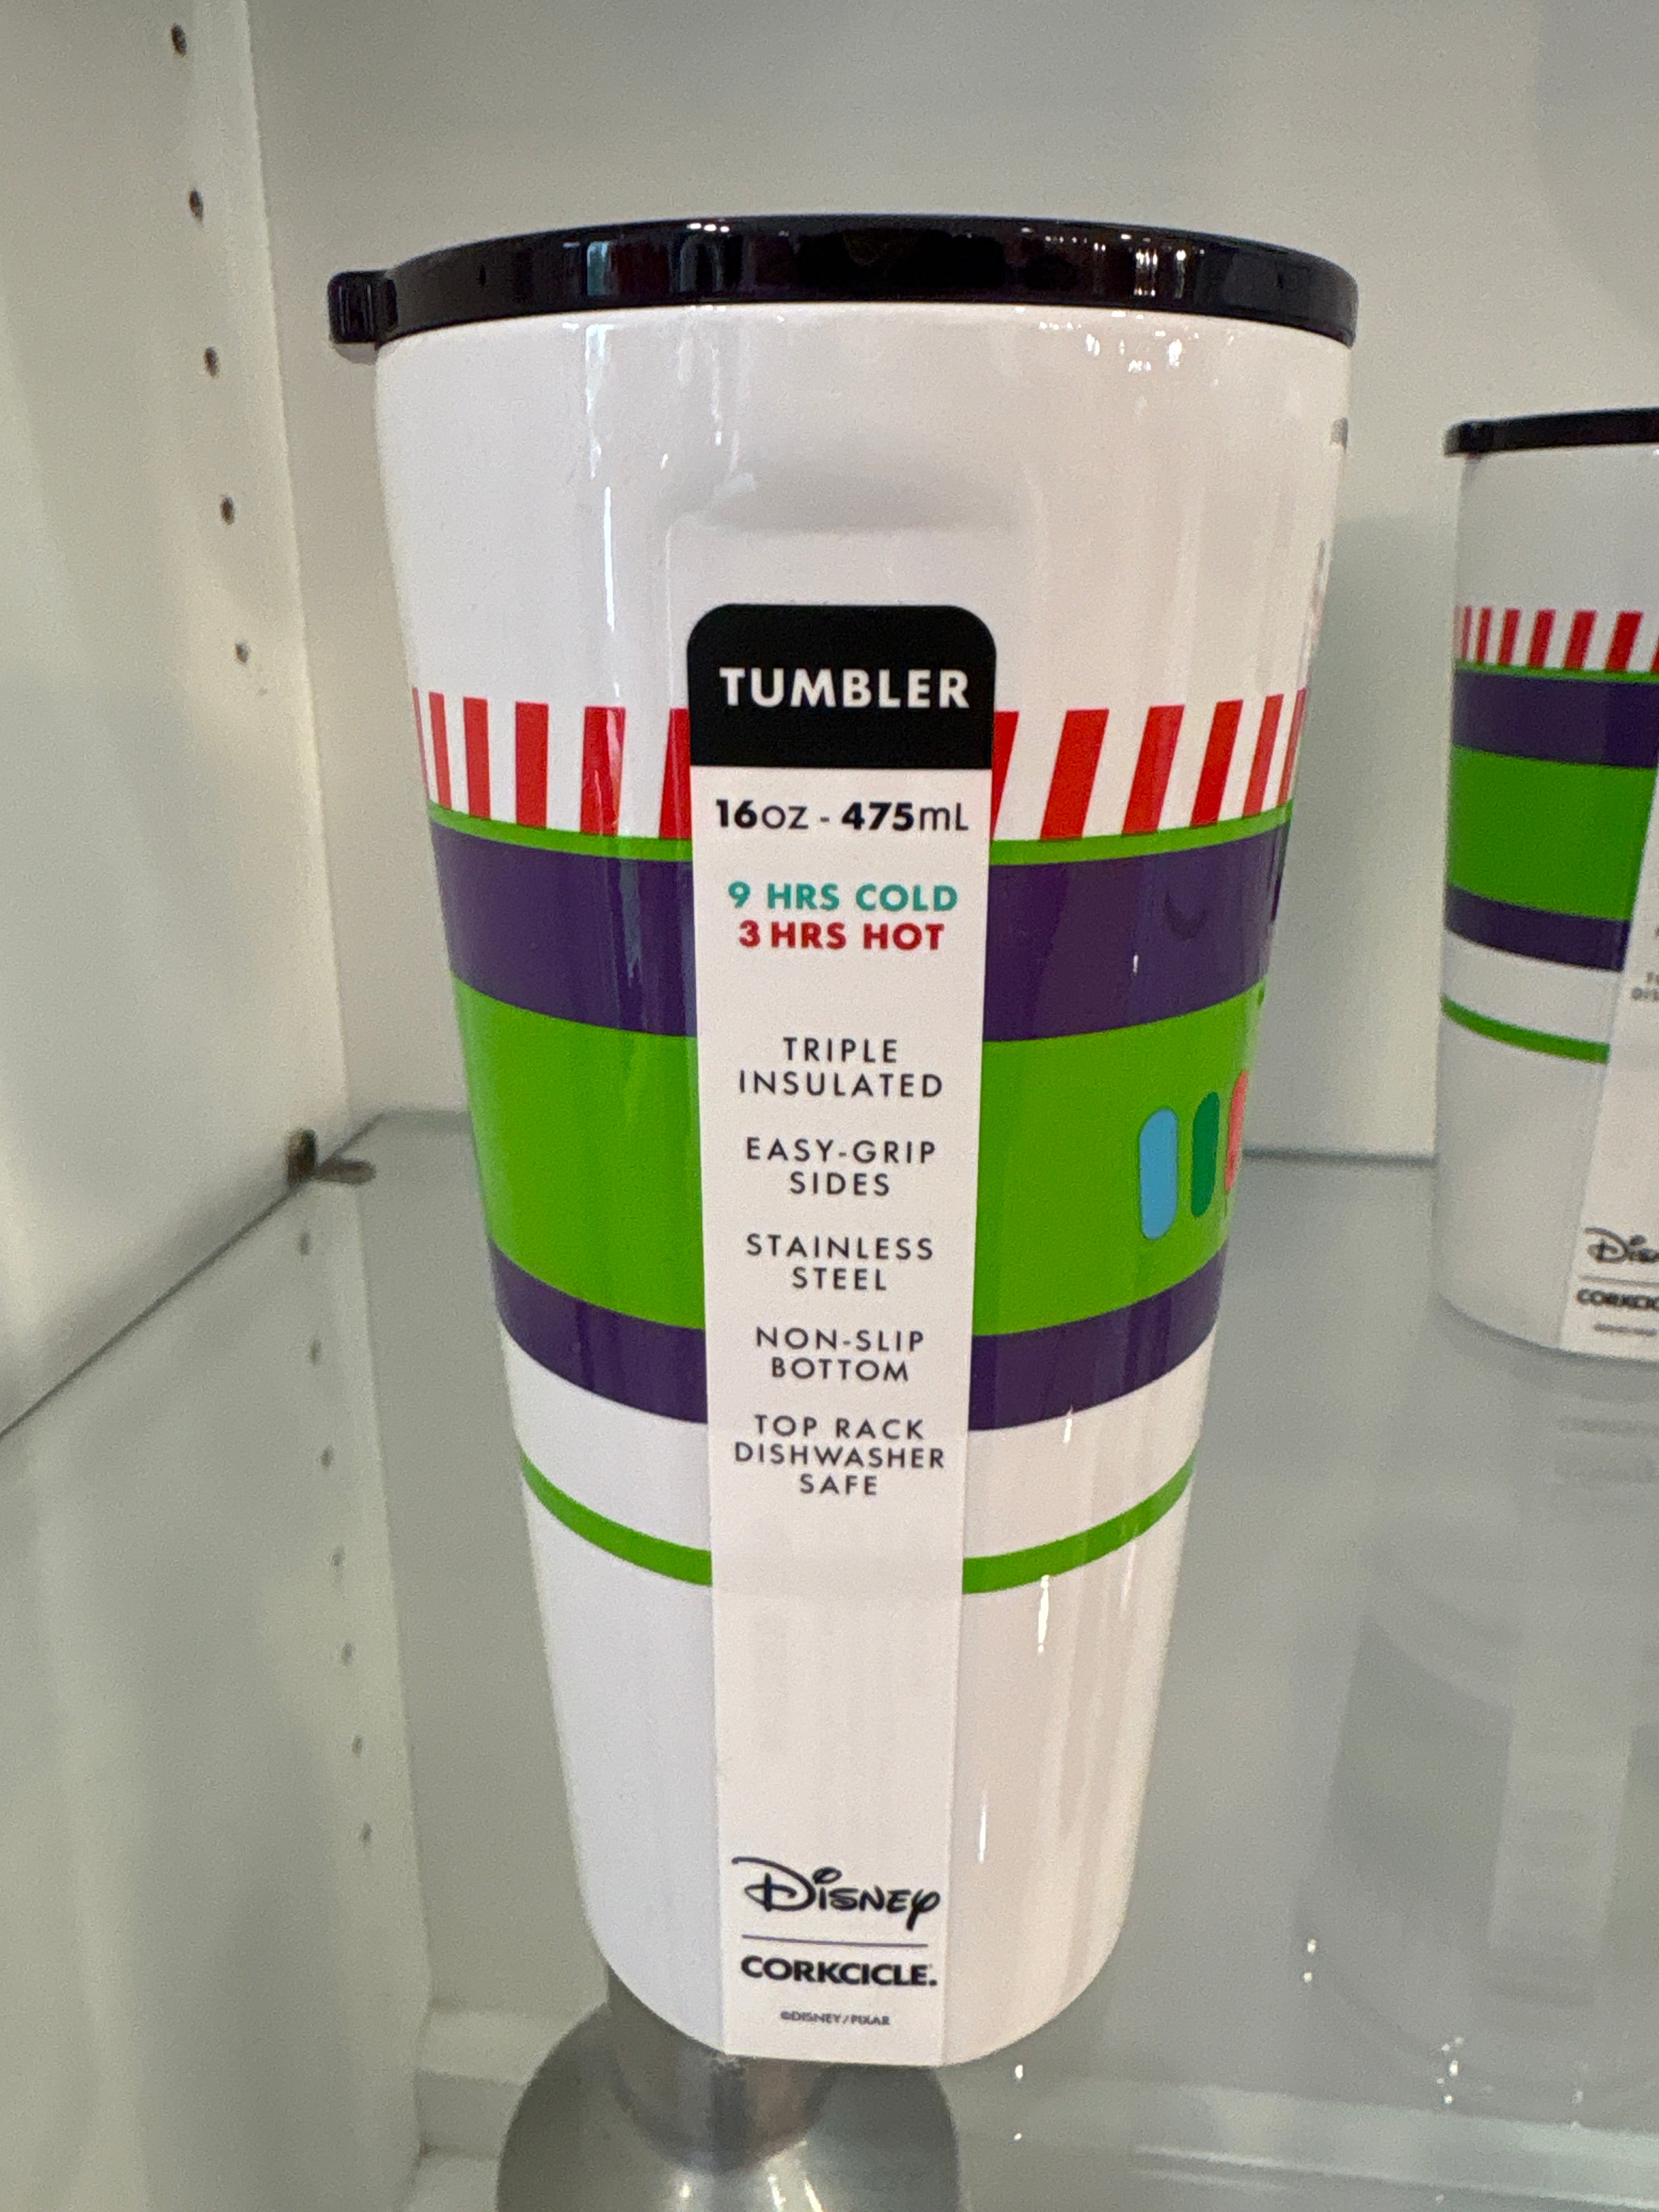 TUMBLER
16oz - 475mL
9 HRS COLD
3 HRS HOT
TRIPLE
INSULATED
EASY-GRIP
SIDES
STAINLESS
STEEL
NON-SLIP
BOTTOM
TOP RACK
DISHWASHER
SAFE
Disney
CORKCICLE.
©DISNEY/PIXAR